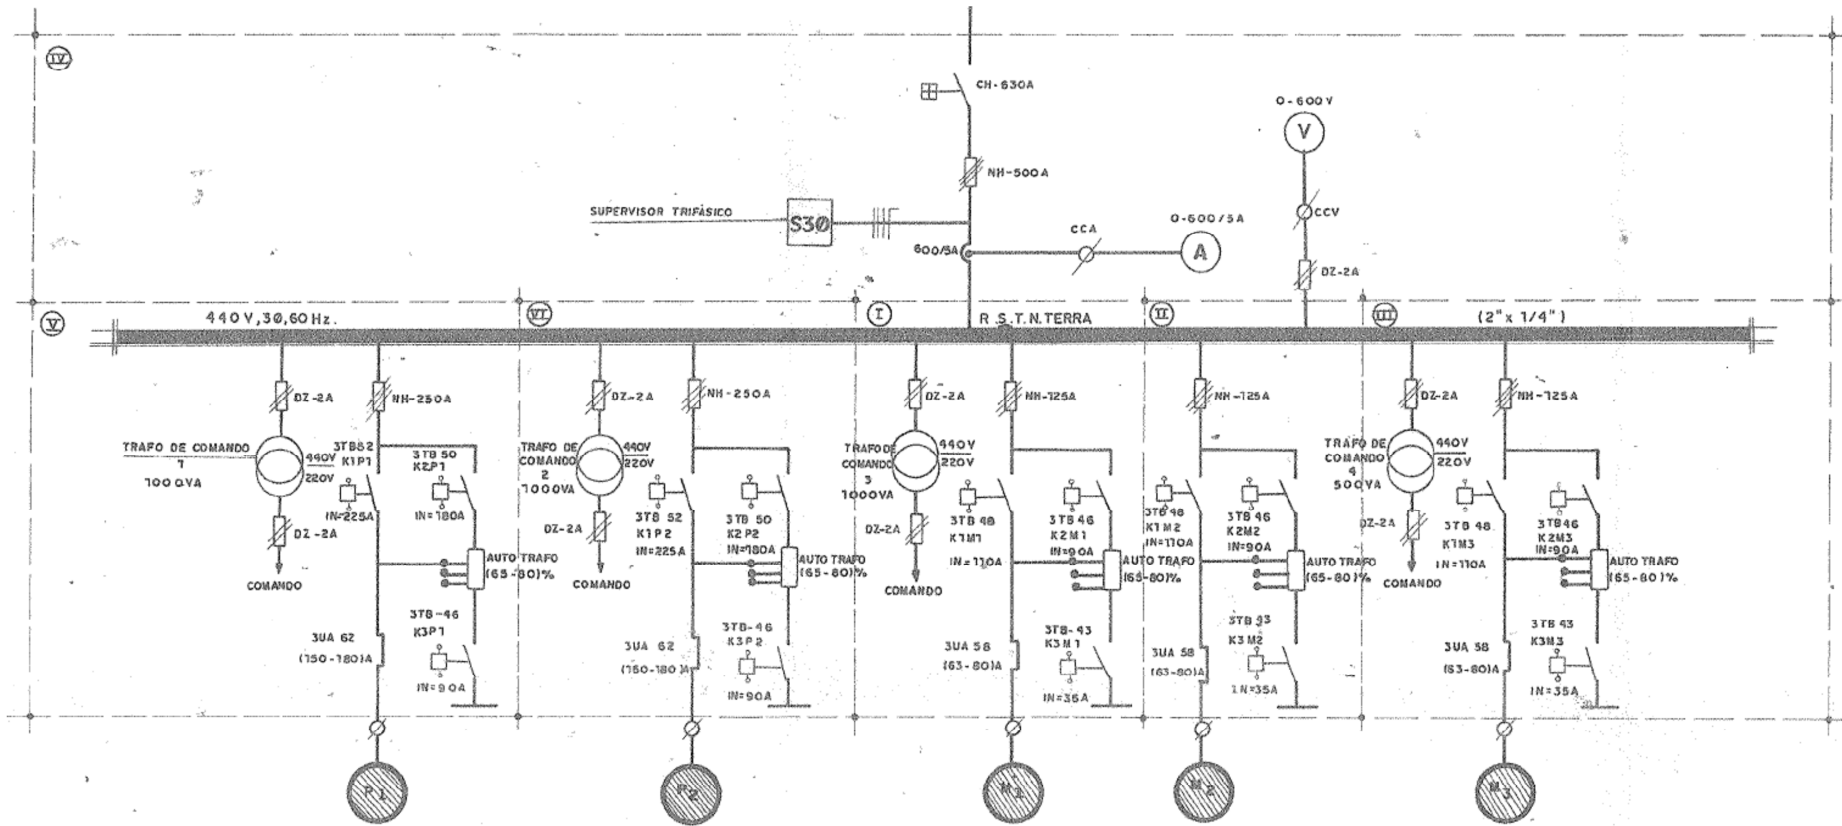 IV
CH-630A
0-600V
V
NH-500A
SUPERVISOR TRIFÁSICO
S30
CCV
0-600/5A
CCA
600/5A
A
DZ-2A
V
440V,30,60Hz.
VI
I
R.S.T.N.TERRA
II
III
(2" x 1/4")
DZ-2A
NH-250A
TRAFO DE COMANDO
1
1000VA
440V
220V
DZ-2A
COMANDO
3TB52
K1P1
IN=225A
3TB 50
K2P1
IN=180A
AUTO TRAFO
(65-80)%
3UA 62
(150-180)A
3TB-46
K3P1
IN=90A
P1
DZ-2A
NH-250A
TRAFO DE
COMANDO
2
1000VA
440V
220V
DZ-2A
COMANDO
3TB 52
K1P2
IN=225A
3TB 50
K2P2
IN=180A
AUTO TRAFO
(65-80)%
3UA 62
(150-180)A
3TB-46
K3P2
IN=90A
P2
DZ-2A
NH-125A
TRAFO DE
COMANDO
3
1000VA
440V
220V
DZ-2A
COMANDO
3TB 48
K1M1
IN=110A
3TB 46
K2M1
IN=90A
AUTO TRAFO
(65-80)%
3UA 58
(63-80)A
3TB-43
K3M1
M1
NH-125A
3TB 48
K1M2
IN=110A
3TB 46
K2M2
IN=90A
AUTO TRAFO
(65-80)%
3UA 58
(63-80)A
K3M2
IN=35A
M2
DZ-2A
NH-125A
TRAFO DE
COMANDO
4
500VA
440V
220V
DZ-2A
COMANDO
3TB 48
K1M3
IN=110A
3TB46
K2M3
IN=90A
AUTO TRAFO
(65-80)%
3UA 58
(63-80)A
3TB 43
K3M3
IN=35A
M3